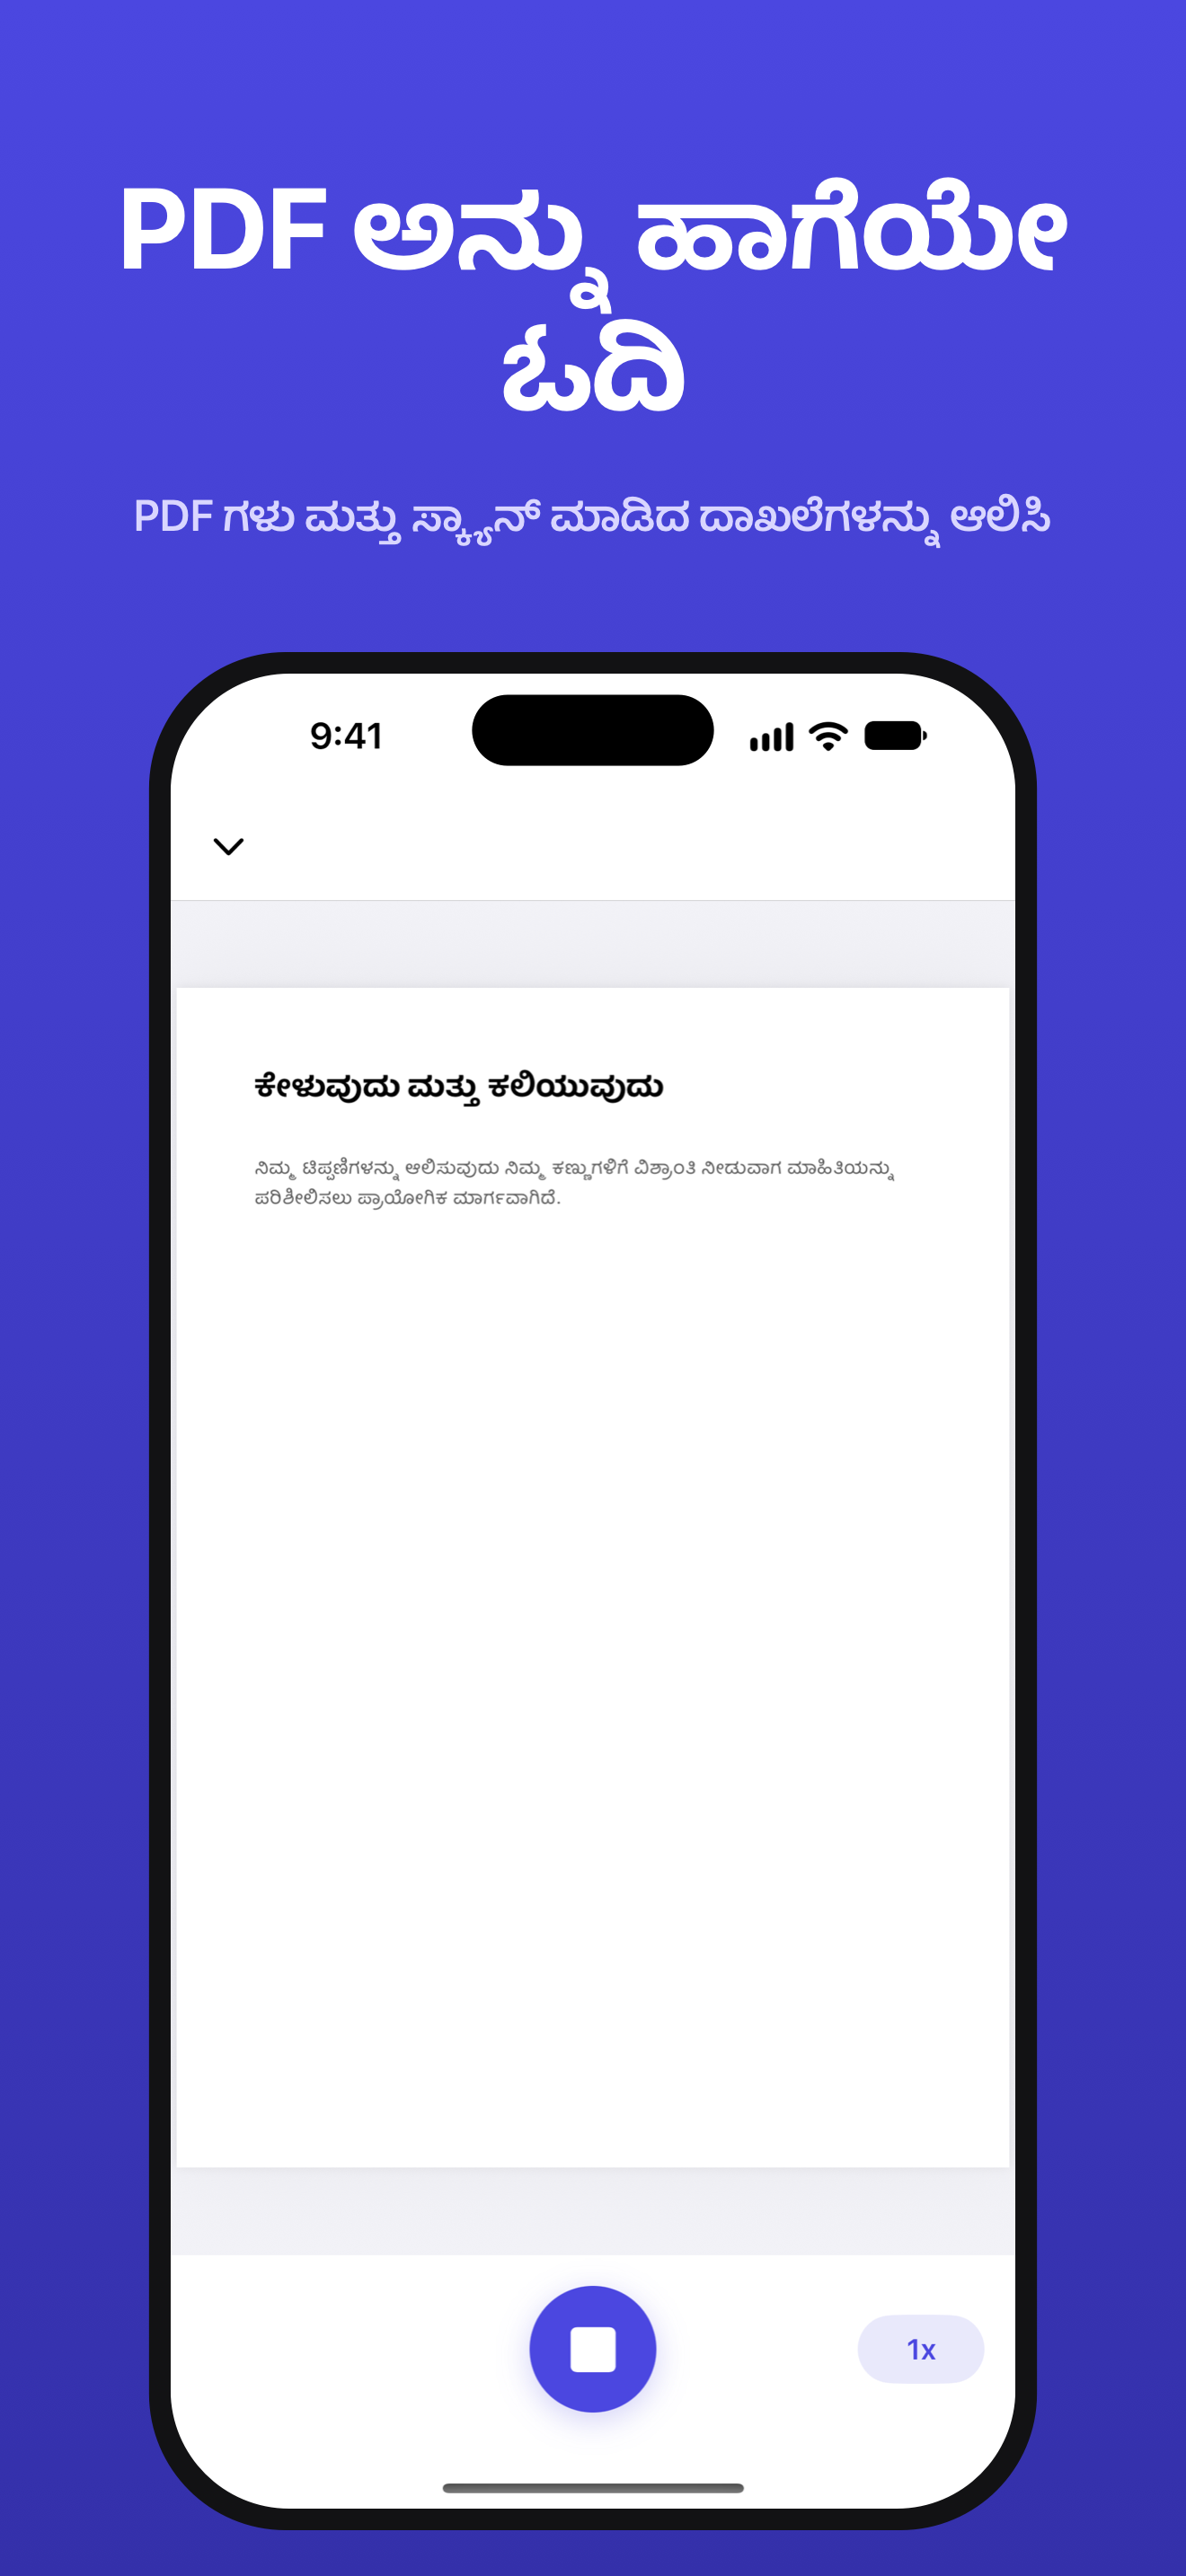 PDF ಅನ್ನು ಹಾಗೆಯೇ
ಓದಿ
PDF ಗಳು ಮತ್ತು ಸ್ಕ್ಯಾನ್ ಮಾಡಿದ ದಾಖಲೆಗಳನ್ನು ಆಲಿಸಿ
9:41
ಕೇಳುವುದು ಮತ್ತು ಕಲಿಯುವುದು
ನಿಮ್ಮ ಟಿಪ್ಪಣಿಗಳನ್ನು ಆಲಿಸುವುದು ನಿಮ್ಮ ಕಣ್ಣುಗಳಿಗೆ ವಿಶ್ರಾಂತಿ ನೀಡುವಾಗ ಮಾಹಿತಿಯನ್ನು
ಪರಿಶೀಲಿಸಲು ಪ್ರಾಯೋಗಿಕ ಮಾರ್ಗವಾಗಿದೆ.
1x